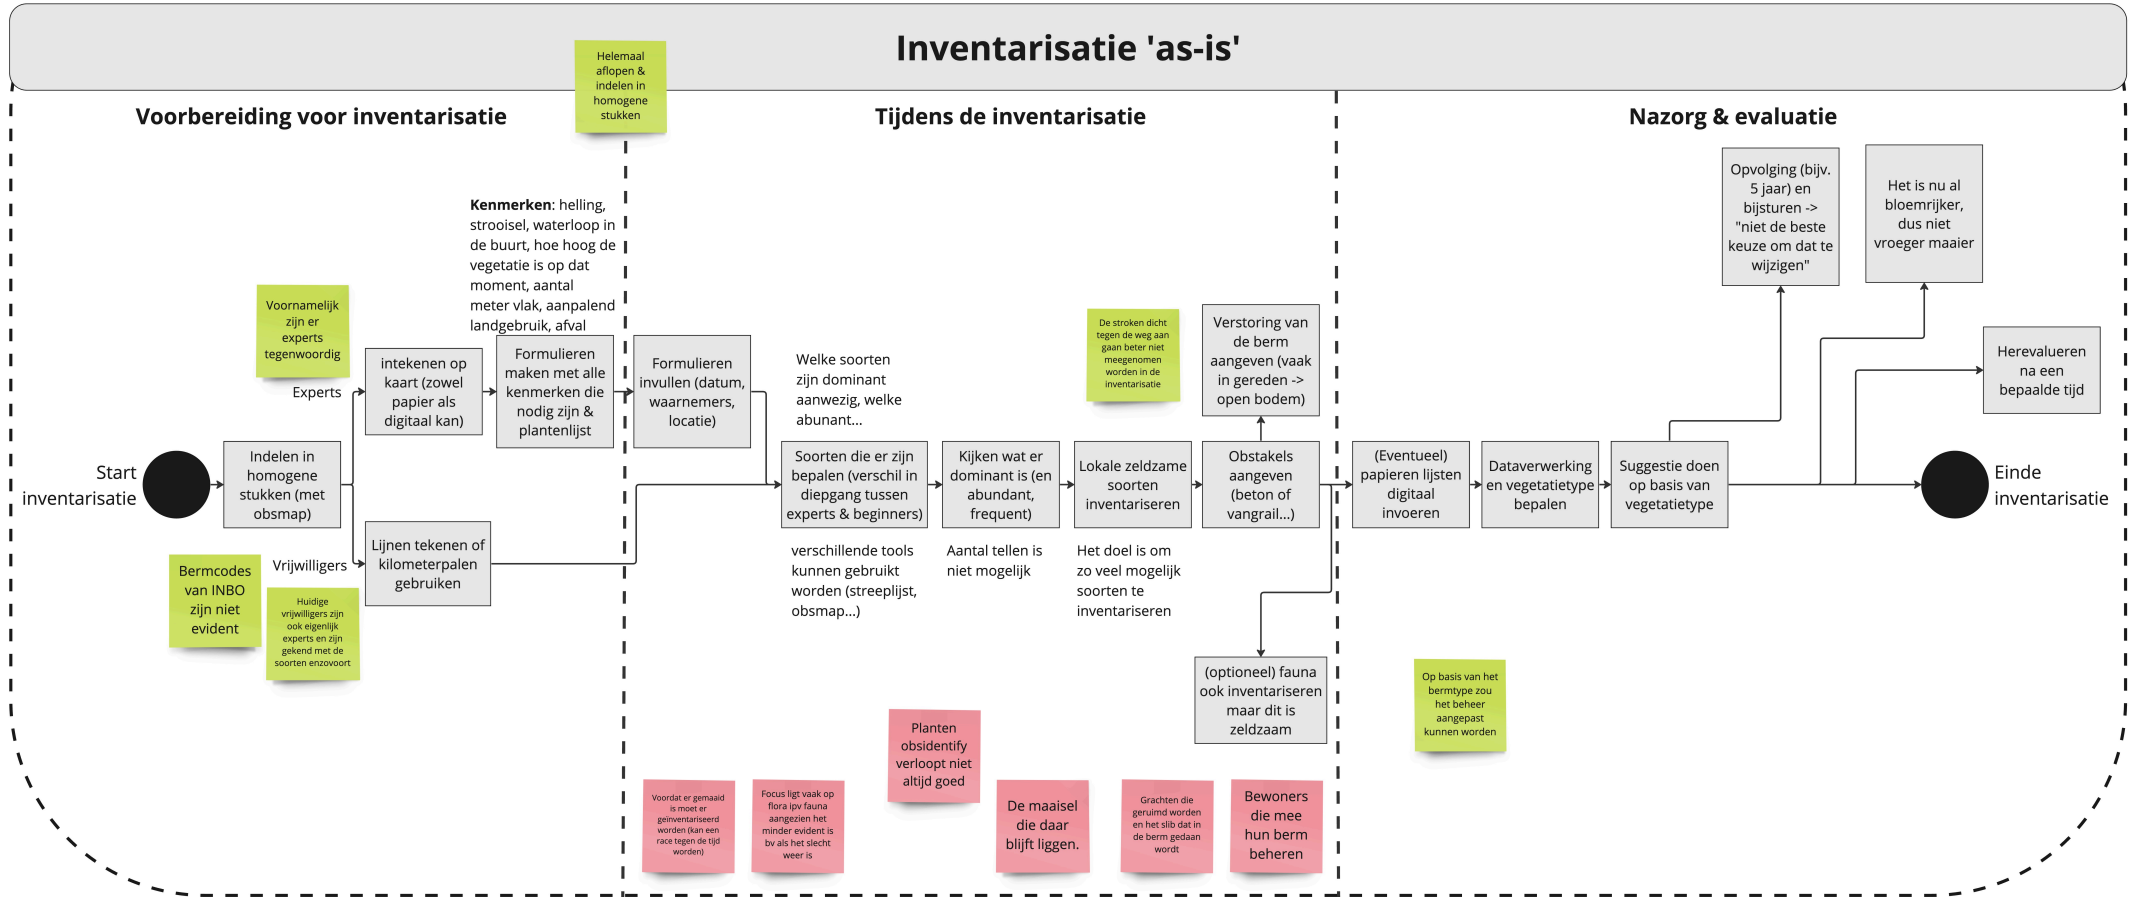 Inventarisatie 'as-is'
Helemaal
aflopen &
indelen in
homogene
stukken
Voorbereiding voor inventarisatie
Tijdens de inventarisatie
Nazorg & evaluatie
Kenmerken: helling,
strooisel, waterloop in
de buurt, hoe hoog de
vegetatie is op dat
moment, aantal
meter vlak, aanpalend
landgebruik, afval
Voornamelijk
zijn er
experts
tegenwoordig
Experts
intekenen op
kaart (zowel
papier als
digitaal kan)
Formulieren
maken met alle
kenmerken die
nodig zijn &
plantenlijst
Formulieren
invullen (datum,
waarnemers,
locatie)
Start
inventarisatie
Indelen in
homogene
stukken (met
obsmap)
Vrijwilligers
Lijnen tekenen of
kilometerpalen
gebruiken
Bermcodes
van INBO
zijn niet
evident
Huidige
vrijwilligers zijn
ook eigenlijk
experts en zijn
gekend met de
soorten enzovoort
Welke soorten
zijn dominant
aanwezig, welke
abunant...
Soorten die er zijn
bepalen (verschil in
diepgang tussen
experts & beginners)
verschillende tools
kunnen gebruikt
worden (streeplijst,
obsmap...)
Kijken wat er
dominant is (en
abundant,
frequent)
Aantal tellen is
niet mogelijk
De stroken dicht
tegen de weg aan
gaan beter niet
meegenomen
worden in de
inventarisatie
Lokale zeldzame
soorten
inventariseren
Het doel is om
zo veel mogelijk
soorten te
inventariseren
Verstoring van
de berm
aangeven (vaak
in gereden ->
open bodem)
Obstakels
aangeven
(beton of
vangrail...)
(optioneel) fauna
ook inventariseren
maar dit is
zeldzaam
Voordat er gemaaid
is moet er
geïnventariseerd
worden (kan een
race tegen de tijd
worden)
Focus ligt vaak op
flora ipv fauna
aangezien het
minder evident is
bv als het slecht
weer is
Planten
obsidentify
verloopt niet
altijd goed
De maaisel
die daar
blijft liggen.
Grachten die
geruimd worden
en het slib dat in
de berm gedaan
wordt
Bewoners
die mee
hun berm
beheren
(Eventueel)
papieren lijsten
digitaal
invoeren
Dataverwerking
en vegetatietype
bepalen
Suggestie doen
op basis van
vegetatietype
Opvolging (bijv.
5 jaar) en
bijsturen ->
"niet de beste
keuze om dat te
wijzigen"
Het is nu al
bloemrijker,
dus niet
vroeger maaier
Herevalueren
na een
bepaalde tijd
Einde
inventarisatie
Op basis van het
bermtype zou
het beheer
aangepast
kunnen worden